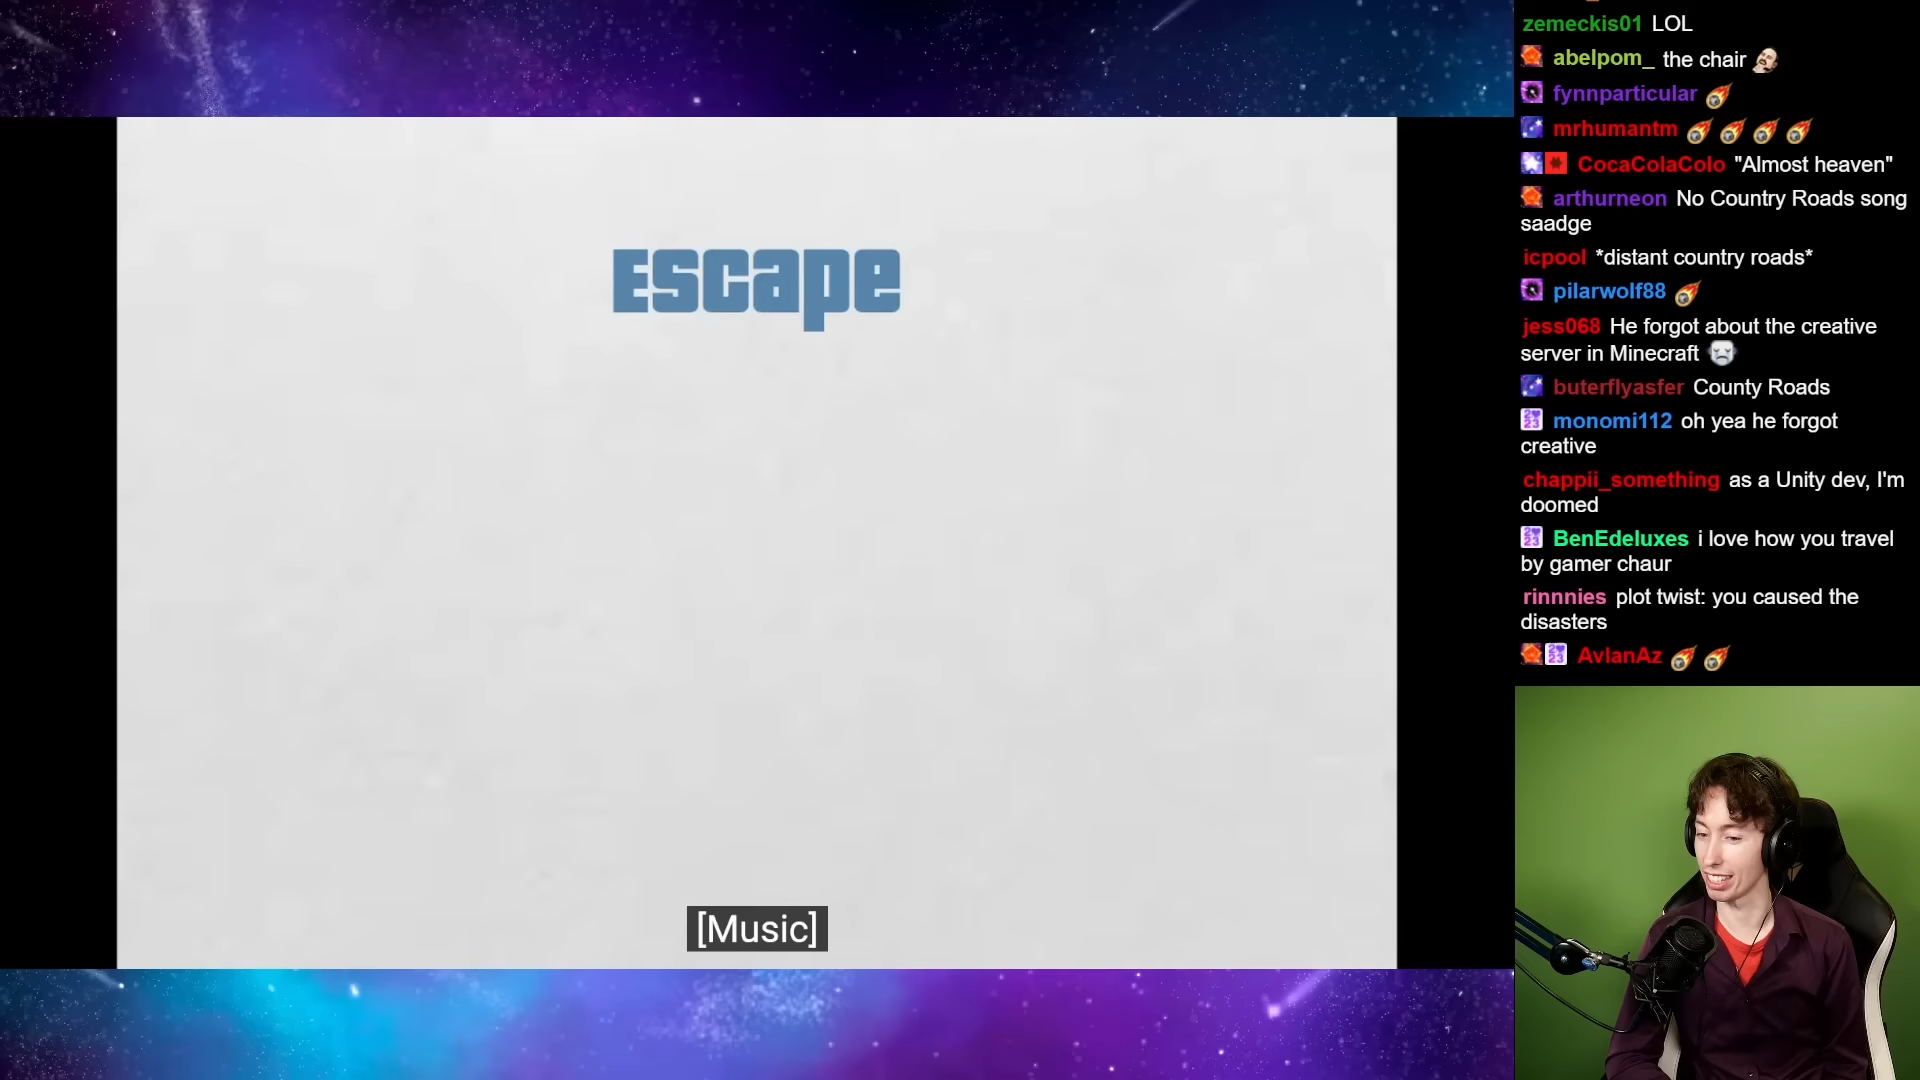 Escape
[Music]
zemeckis01 LOL
abelpom_ the chair
fynnparticular
mrhumantm
CocaColaColo "Almost heaven"
arthurneon No Country Roads song
saadge
icpool *distant country roads*
pilarwolf88
jess068 He forgot about the creative
server in Minecraft
buterflyasfer County Roads
monomi112 oh yea he forgot
creative
chappii_something as a Unity dev, I'm
doomed
BenEdeluxes i love how you travel
by gamer chaur
rinnnies plot twist: you caused the
disasters
AvlanAz